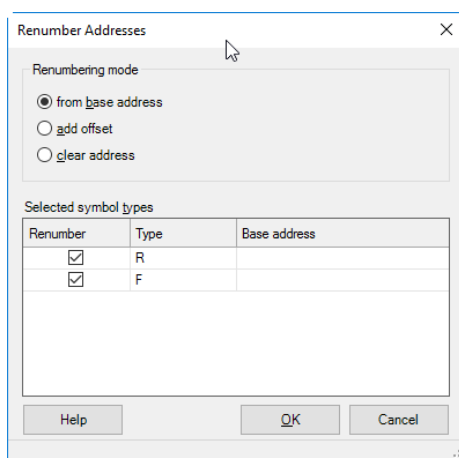 Renumber Addresses
Renumbering mode
from base address
add offset
clear address
Selected symbol types
Renumber Type Base address
R
F
Help OK Cancel